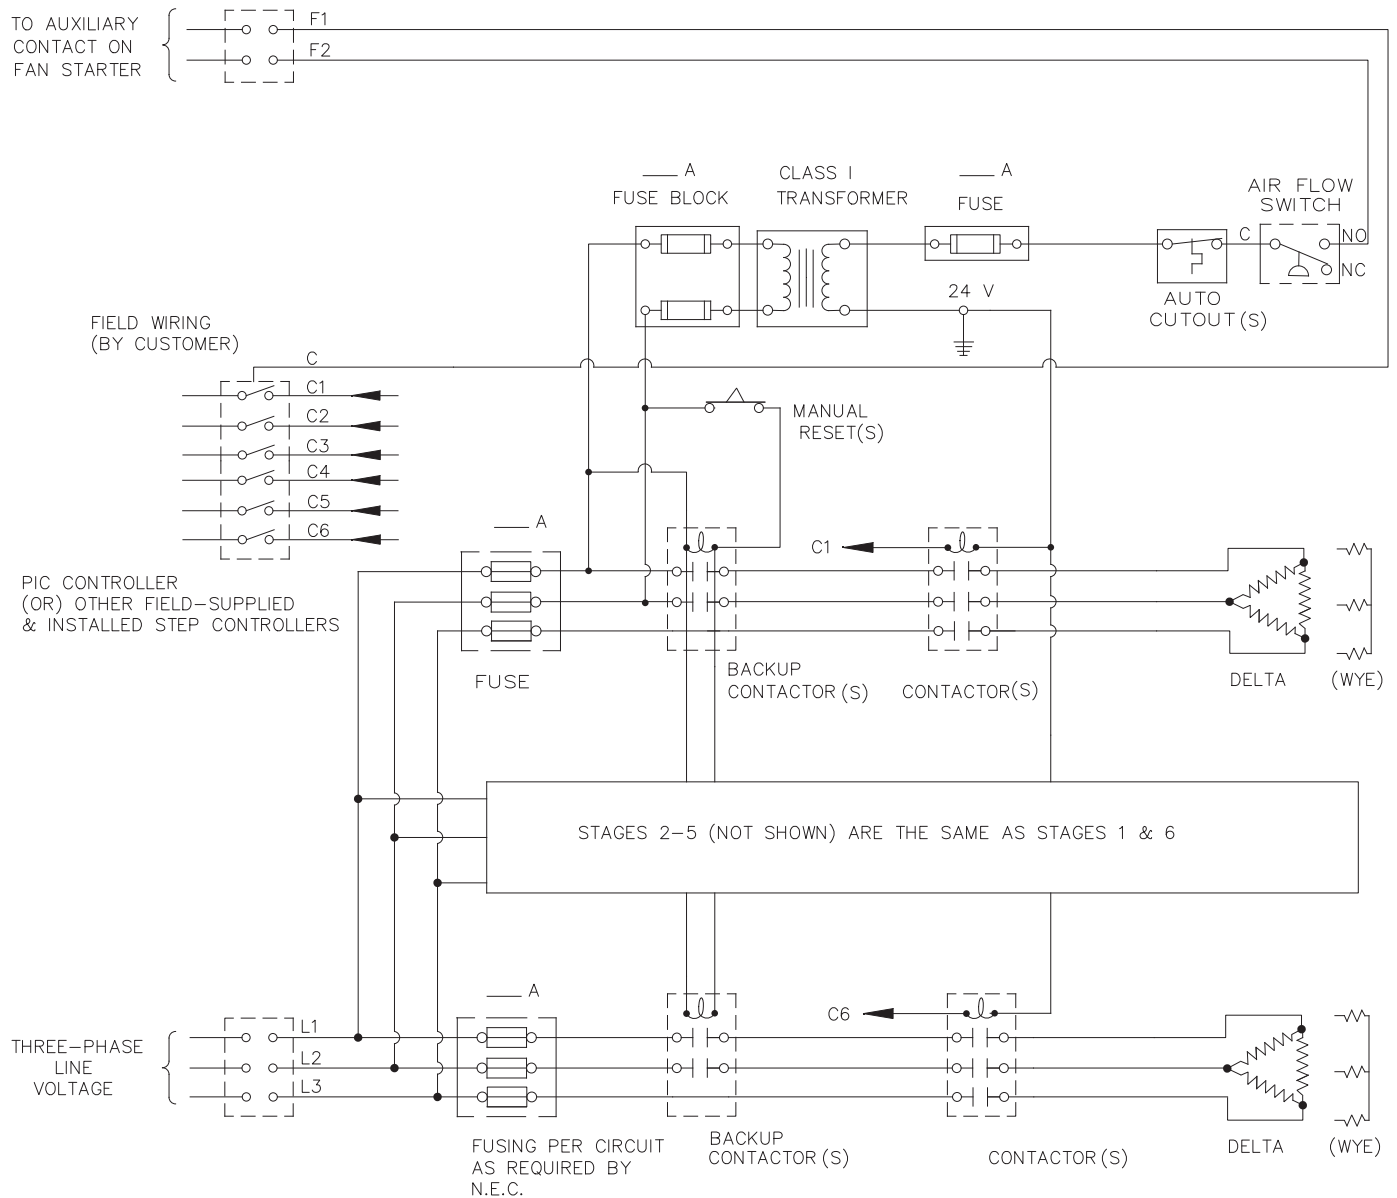 TO AUXILIARY
CONTACT ON
FAN STARTER
F1
F2
____ A
FUSE BLOCK
CLASS I
TRANSFORMER
____ A
FUSE
AIR FLOW
SWITCH
C
NO
NC
24 V
AUTO
CUTOUT(S)
FIELD WIRING
(BY CUSTOMER)
C
C1
C2
C3
C4
C5
C6
MANUAL
RESET(S)
____ A
C1
PIC CONTROLLER
(OR) OTHER FIELD-SUPPLIED
& INSTALLED STEP CONTROLLERS
FUSE
BACKUP
CONTACTOR(S)
CONTACTOR(S)
DELTA
(WYE)
STAGES 2-5 (NOT SHOWN) ARE THE SAME AS STAGES 1 & 6
____ A
C6
THREE-PHASE
LINE
VOLTAGE
L1
L2
L3
FUSING PER CIRCUIT
AS REQUIRED BY
N.E.C.
BACKUP
CONTACTOR(S)
CONTACTOR(S)
DELTA
(WYE)